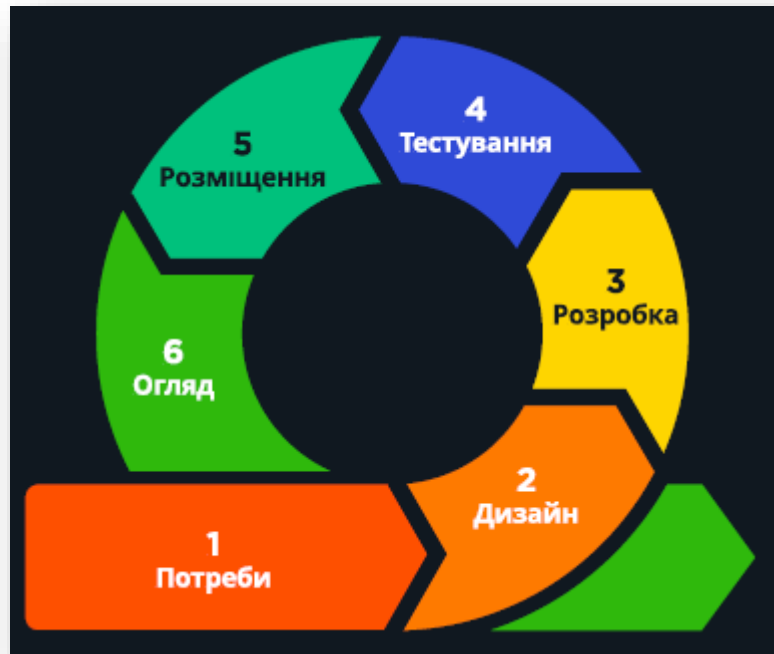 1
Потреби
2
Дизайн
3
Розробка
4
Тестування
5
Розміщення
6
Огляд